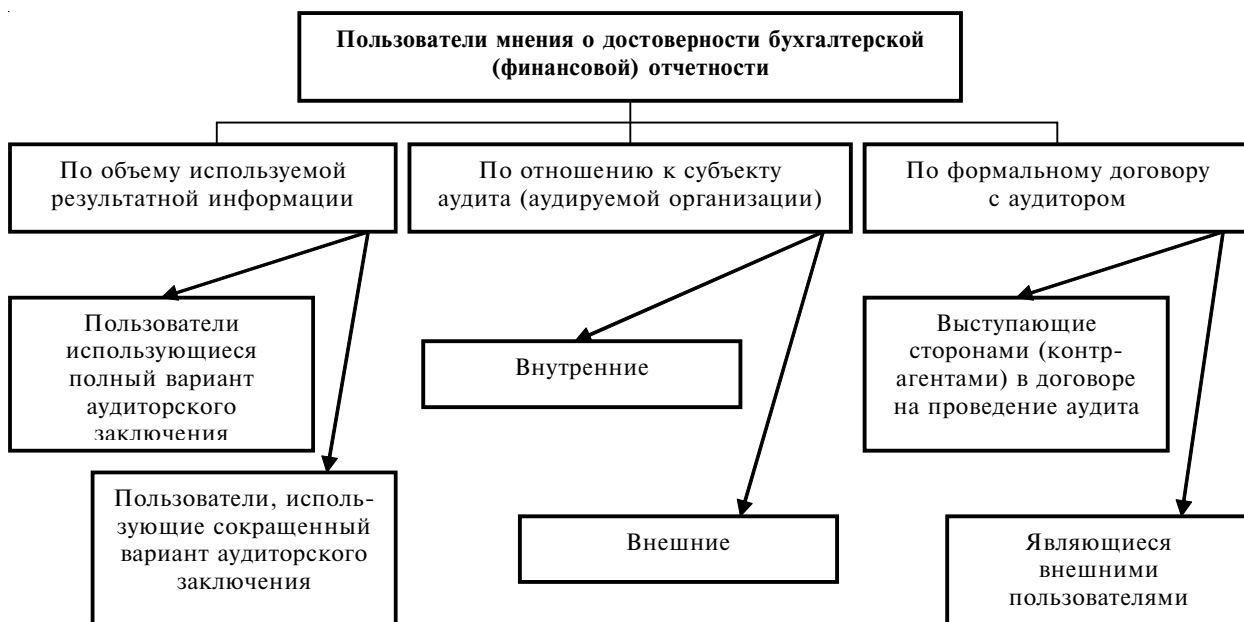 Пользователи мнения о достоверности бухгалтерской
(финансовой) отчетности
По объему используемой
результатной информации
По отношению к субъекту
аудита (аудируемой организации)
По формальному договору
с аудитором
Пользователи
использующиеся
полный вариант
аудиторского
заключения
Пользователи, исполь-
зующие сокращенный
вариант аудиторского
заключения
Внутренние
Внешние
Выступающие
сторонами (контр-
агентами) в договоре
на проведение аудита
Являющиеся
внешними
пользователями